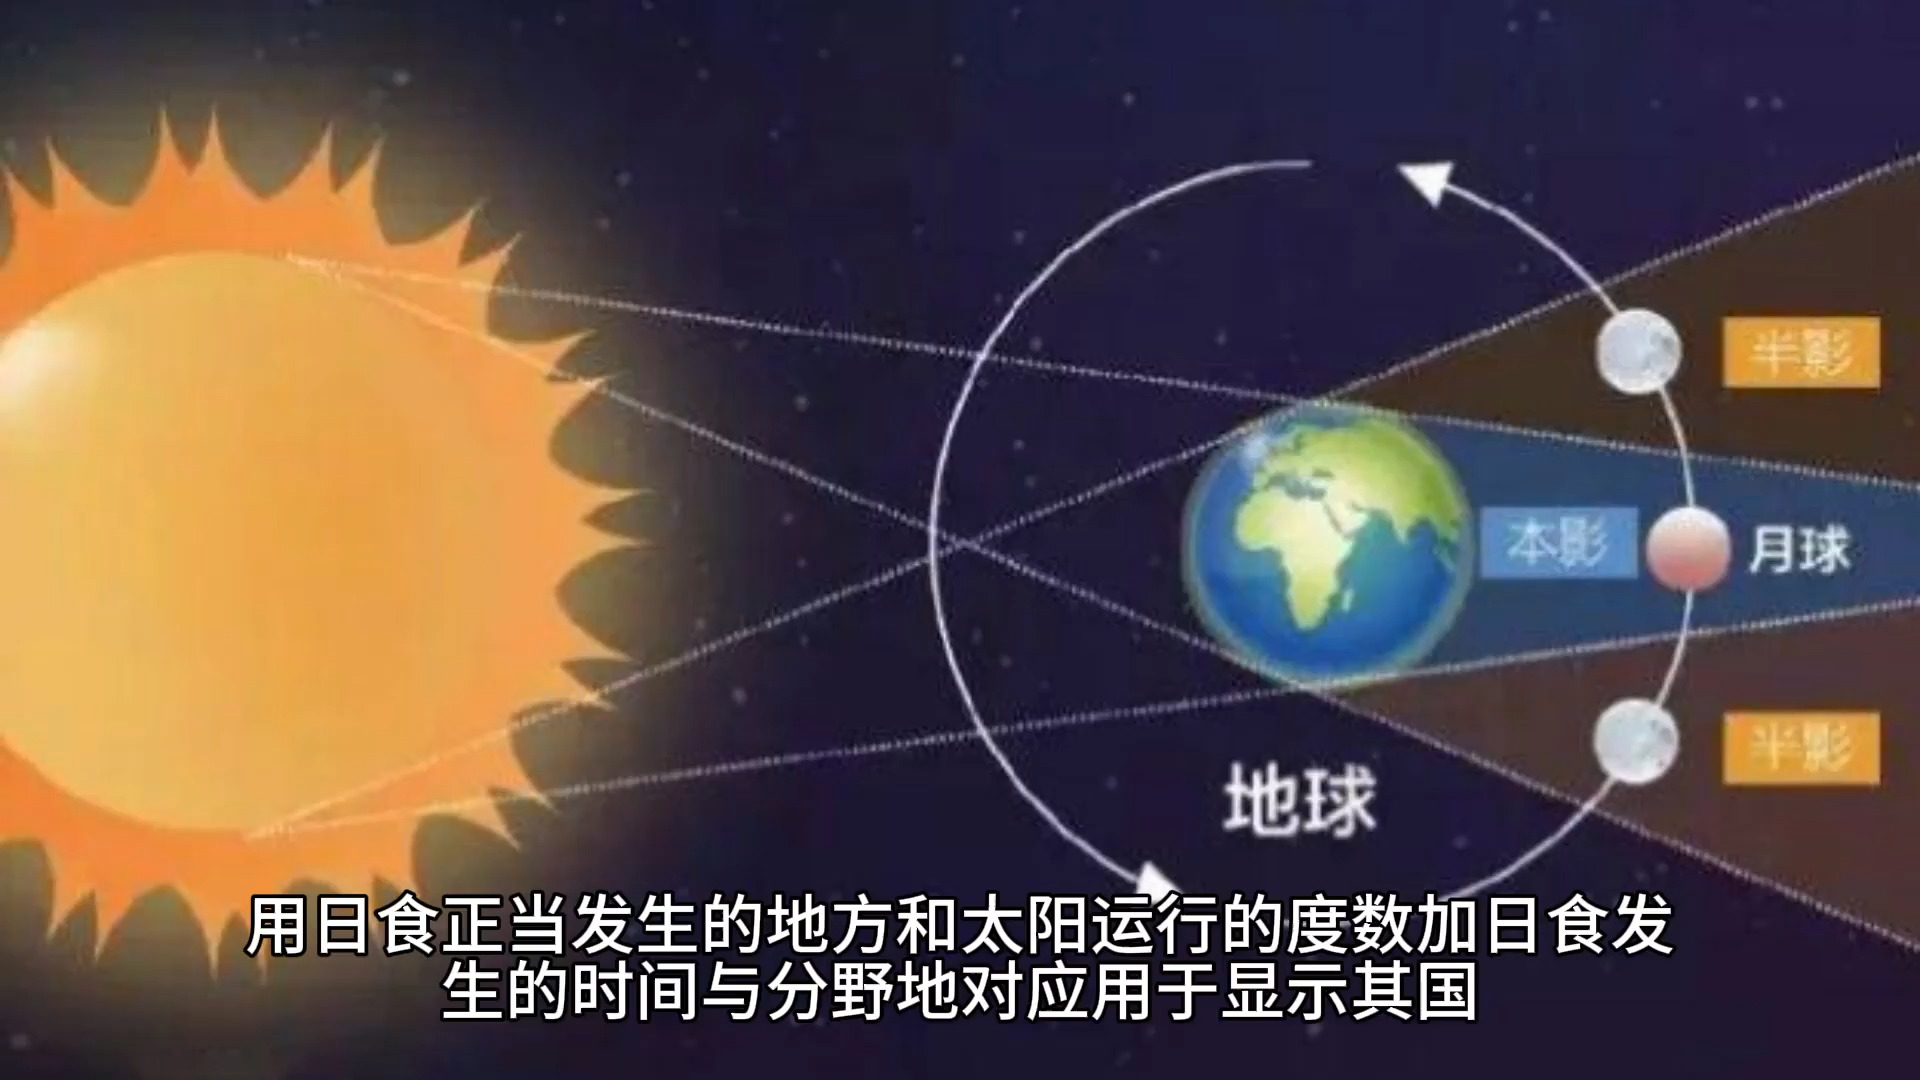 半影
本影
月球
半影
地球
用日食正当发生的地方和太阳运行的度数加日食发
生的时间与分野地对应用于显示其国